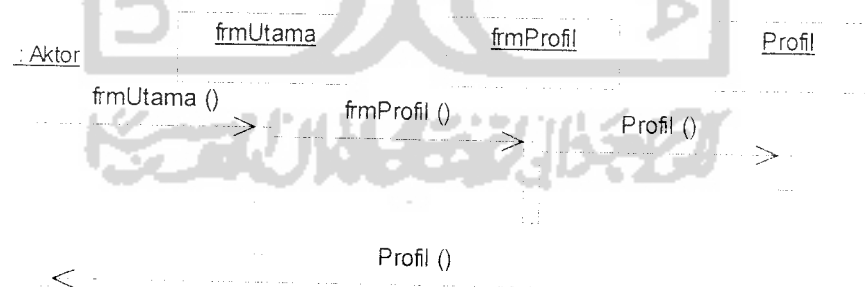 frmUtama
frmProfil
Profil
: Aktor
frmUtama ()
frmProfil ()
Profil ()
Profil ()